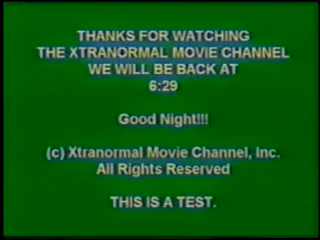 THANKS FOR WATCHING
THE XTRANORMAL MOVIE CHANNEL
WE WILL BE BACK AT
6:29
Good Night!!!
(c) Xtranormal Movie Channel, Inc.
All Rights Reserved
THIS IS A TEST.